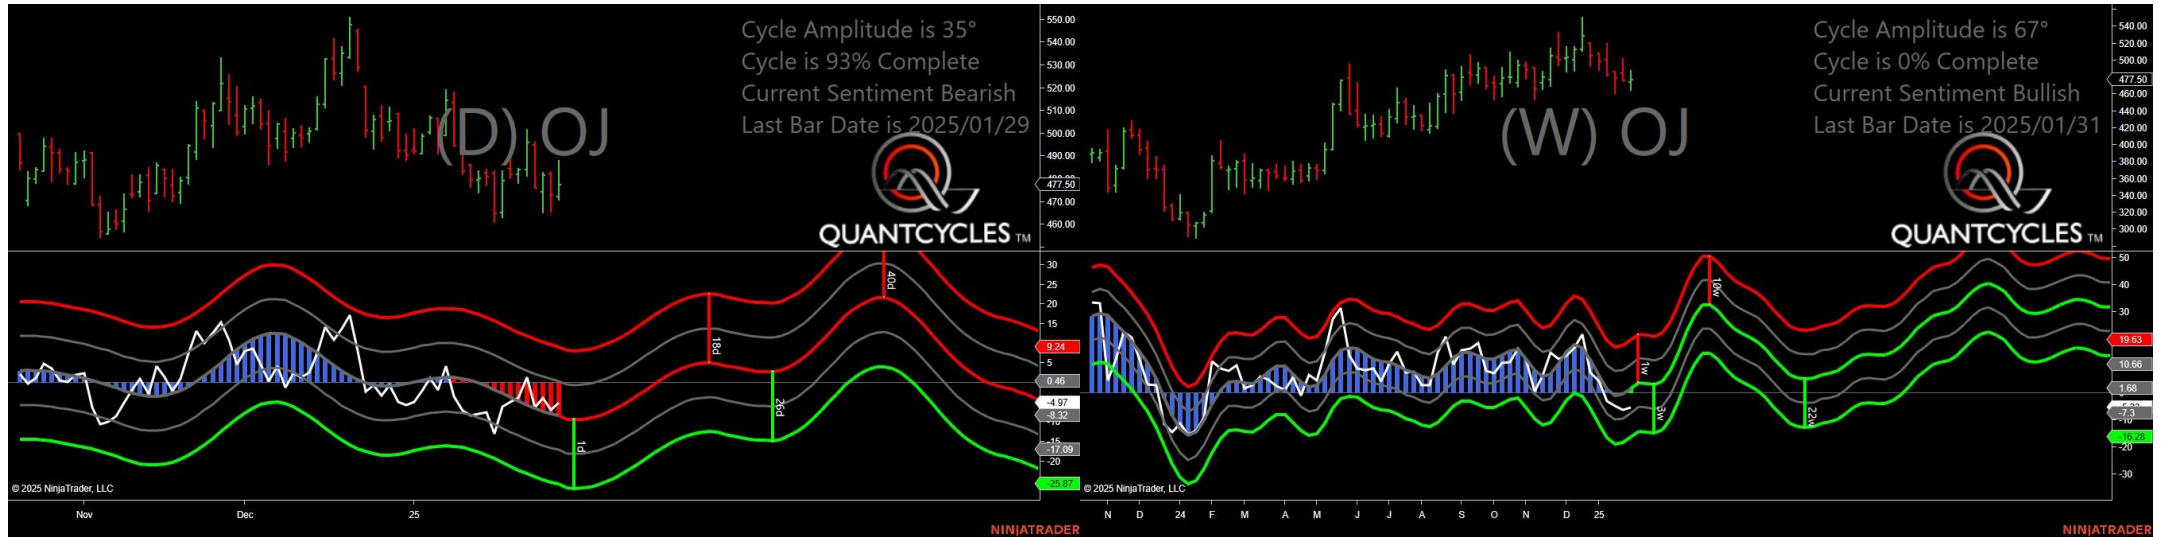 Cycle Amplitude is 35°
Cycle is 93% Complete
Current Sentiment Bearish
Last Bar Date is 2025/01/29
(D) OJ
QUANTCYCLES TM
550.00
540.00
530.00
520.00
510.00
500.00
490.00
480.00
477.50
470.00
460.00
30
25
20
15
9.24
5
0.46
-4.97
-8.32
-10
-15
-17.09
-20
-25.87
40d
18d
26d
1d
© 2025 NinjaTrader, LLC
Nov
Dec
25
NINJATRADER
Cycle Amplitude is 67°
Cycle is 0% Complete
Current Sentiment Bullish
Last Bar Date is 2025/01/31
(W) OJ
QUANTCYCLES TM
540.00
520.00
500.00
477.50
460.00
440.00
420.00
400.00
380.00
360.00
340.00
320.00
300.00
50
40
30
19.63
10.66
1.68
-7.3
-10
-16.28
-20
-30
10w
1w
3w
22w
© 2025 NinjaTrader, LLC
N D 24 F M A M J J A S O N D 25
NINJATRADER